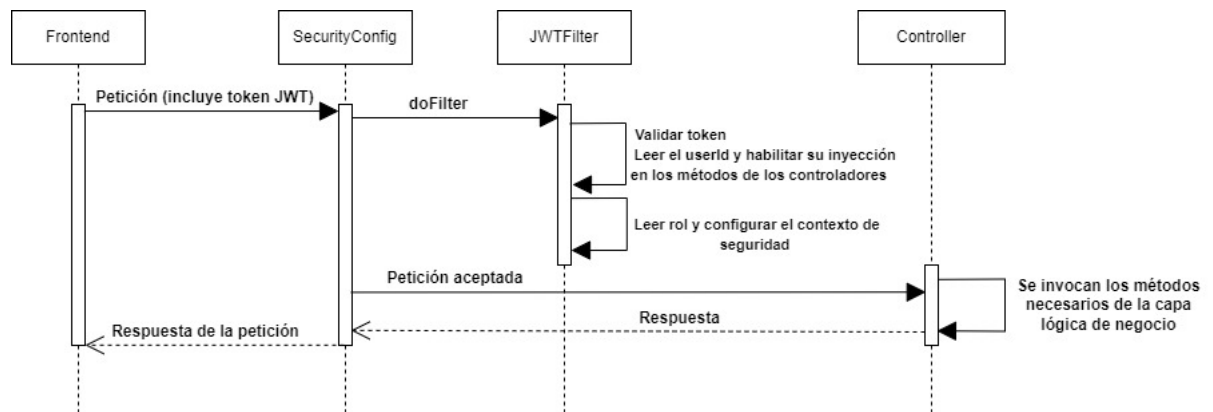 Frontend
SecurityConfig
JWTFilter
Controller
Petición (incluye token JWT)
doFilter
Validar token
Leer el userId y habilitar su inyección
en los métodos de los controladores
Leer rol y configurar el contexto de
seguridad
Petición aceptada
Se invocan los métodos
necesarios de la capa
lógica de negocio
Respuesta
Respuesta de la petición